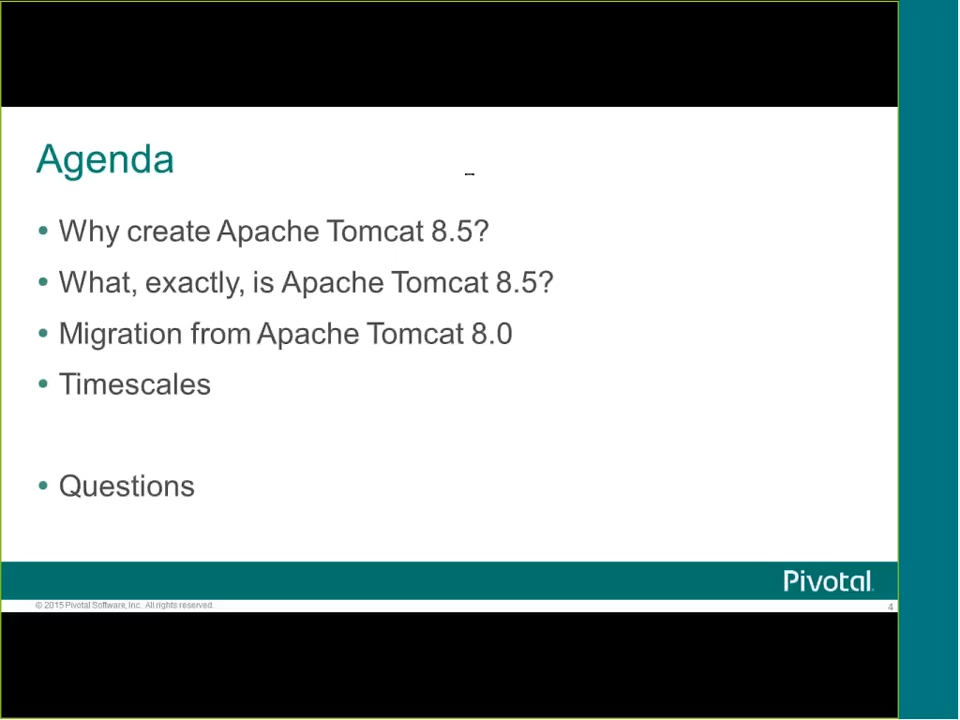 Agenda
• Why create Apache Tomcat 8.5?
• What, exactly, is Apache Tomcat 8.5?
• Migration from Apache Tomcat 8.0
• Timescales
• Questions
Pivotal
© 2015 Pivotal Software, Inc. All rights reserved.
4